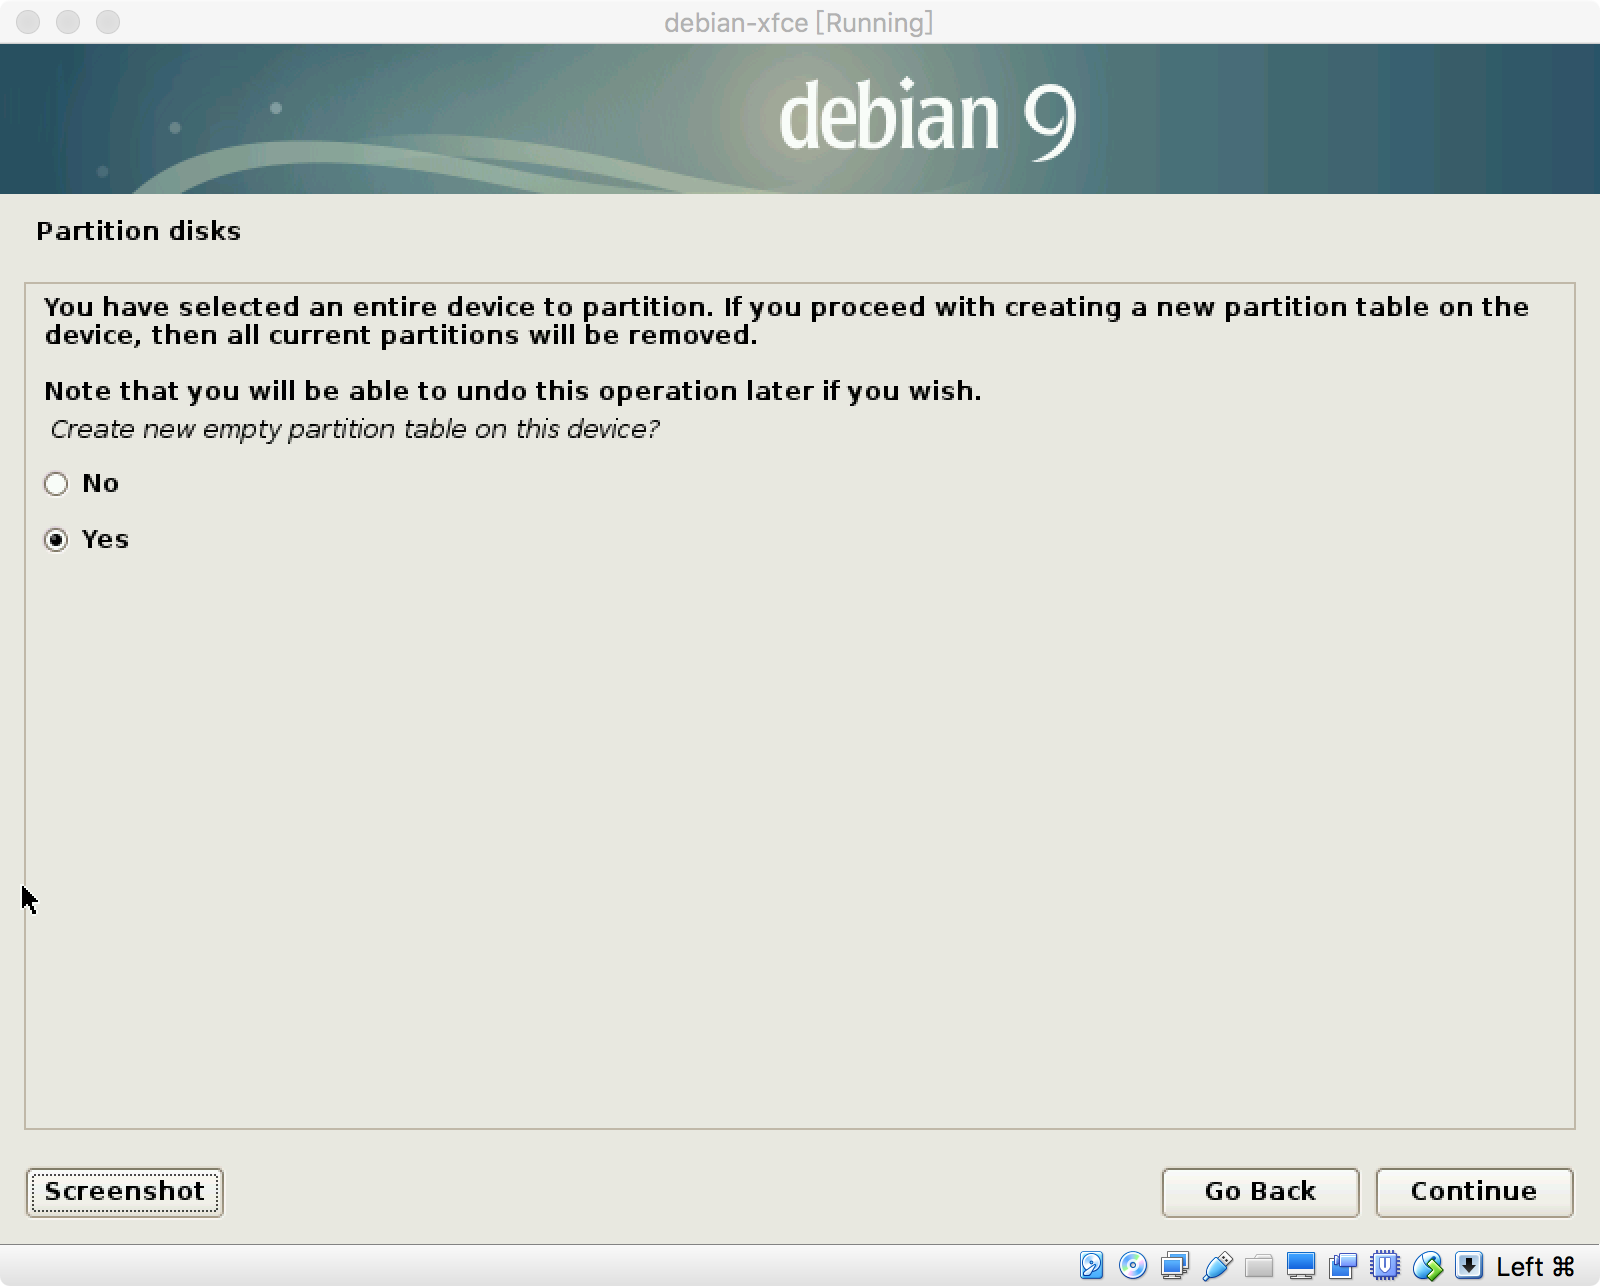 debian-xfce [Running]
debian 9
Partition disks
You have selected an entire device to partition. If you proceed with creating a new partition table on the
device, then all current partitions will be removed.
Note that you will be able to undo this operation later if you wish.
Create new empty partition table on this device?
No
Yes
Screenshot
Go Back
Continue
Left ⌘